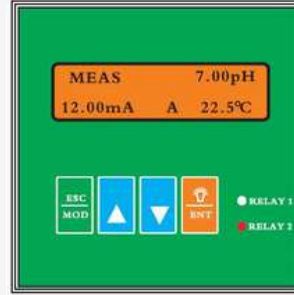 MEAS 7.00pH
12.00mA A 22.5℃
ESC
MOD
ENT
RELAY 1
RELAY 2